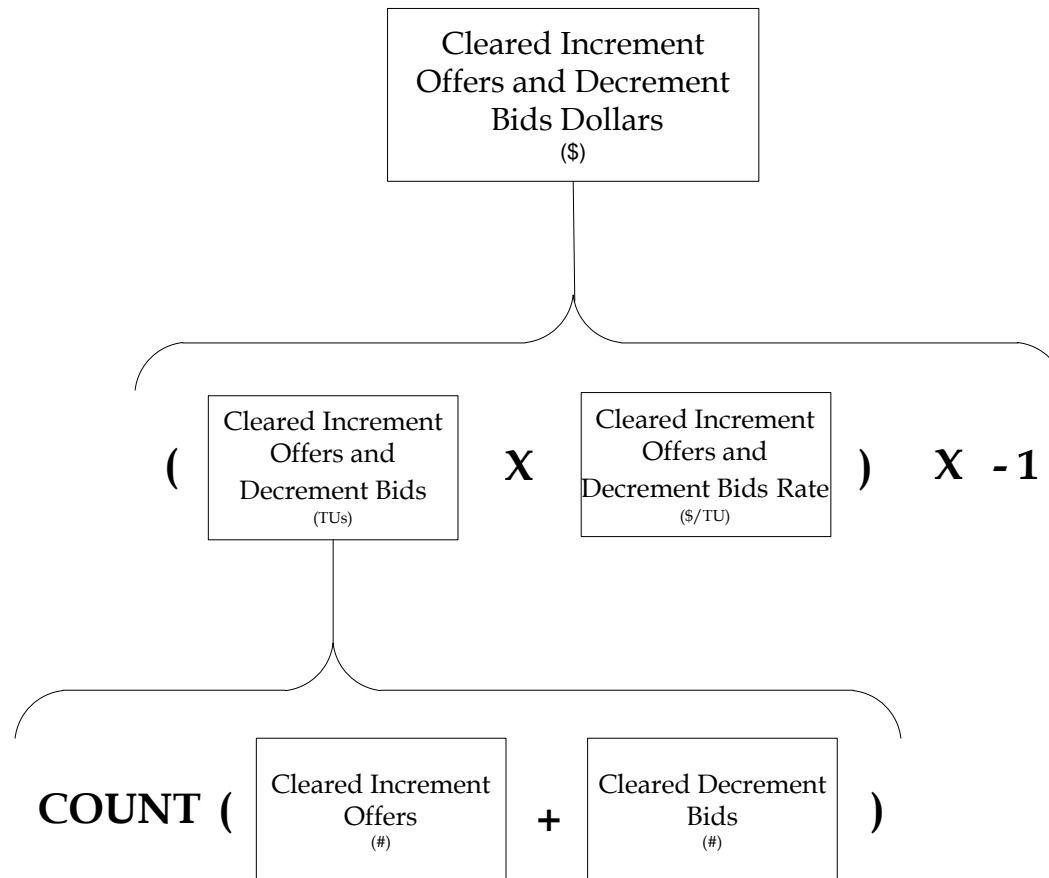 Cleared Increment
Offers and Decrement
Bids Dollars
($)
(
Cleared Increment
Offers and
Decrement Bids
(TUs)
X
Cleared Increment
Offers and
Decrement Bids Rate
($/TU)
)
X -1
COUNT (
Cleared Increment
Offers
(#)
+
Cleared Decrement
Bids
(#)
)